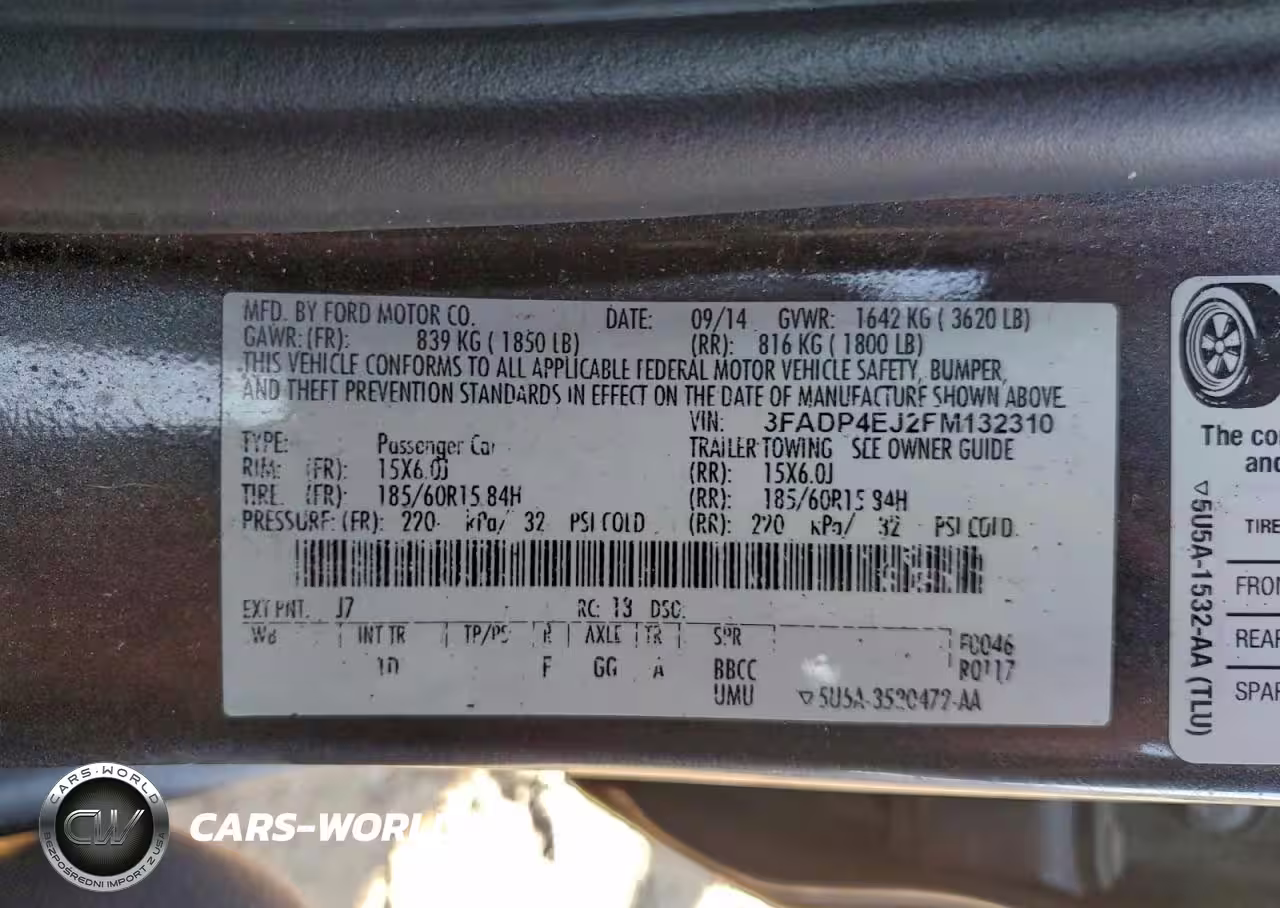 MFD. BY FORD MOTOR CO. DATE: 09/14 GVWR: 1642 KG ( 3620 LB)
GAWR: (FR): 839 KG ( 1850 LB) (RR): 816 KG ( 1800 LB)
THIS VEHICLE CONFORMS TO ALL APPLICABLE FEDERAL MOTOR VEHICLE SAFETY, BUMPER,
AND THEFT PREVENTION STANDARDS IN EFFECT ON THE DATE OF MANUFACTURE SHOWN ABOVE.
VIN: 3FADP4EJ2FM132310
TYPE: Passenger Car TRAILER TOWING SEE OWNER GUIDE
RIM: (FR): 15X6.0J (RR): 15X6.0J
TIRE (FR): 185/60R15 84H (RR): 185/60R15 84H
PRESSURE: (FR): 220 kPa/ 32 PSI COLD (RR): 220 kPa/ 32 PSI COLD
EXT PNT. J7 RC: 13 DSO:
WB INT TR TP/PS R AXLE TR SPR F0046
1D F GG A BBCC R0117
UMU ▽5U5A-3520472-AA
The co
and
▽5U5A-1532-AA (TLU)
TIRE
FRON
REAR
SPAR
CARS-WORLD
CW
BEZPOŚREDNI IMPORT Z USA
CARS-WORL